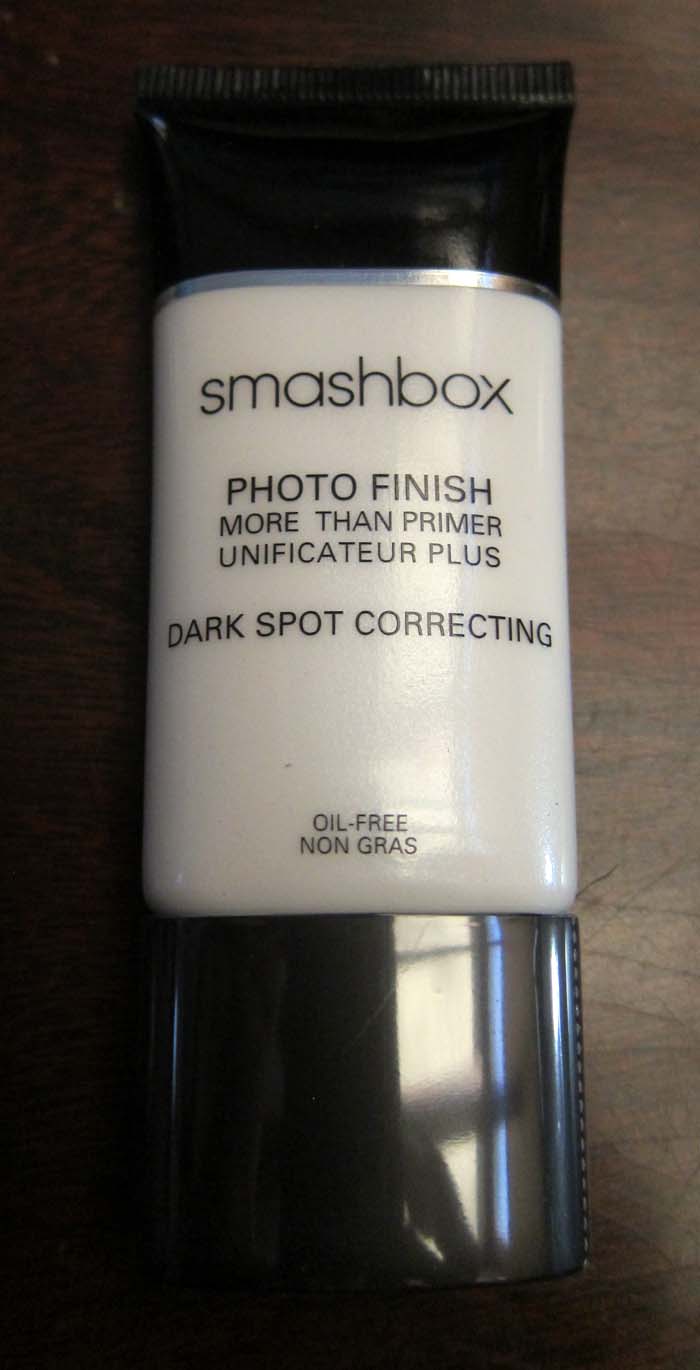 smashbox
PHOTO FINISH
MORE THAN PRIMER
UNIFICATEUR PLUS
DARK SPOT CORRECTING
OIL-FREE
NON GRAS